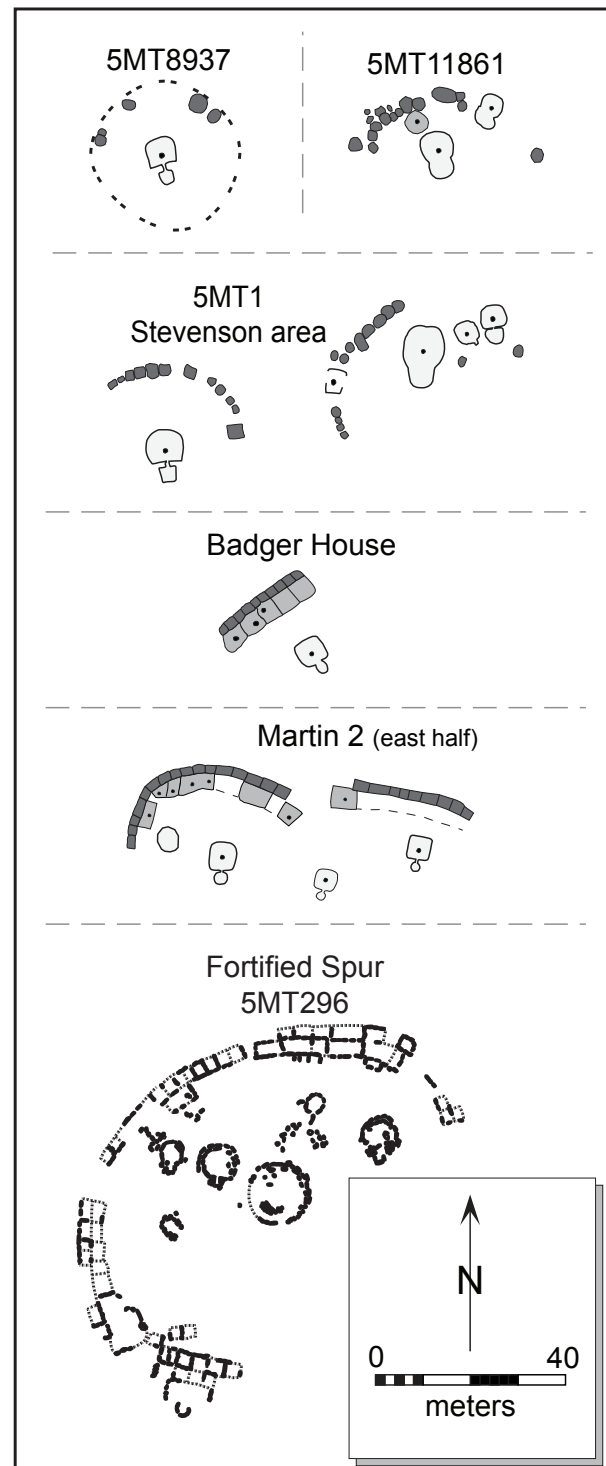 5MT8937
5MT11861
5MT1
Stevenson area
Badger House
Martin 2 (east half)
Fortified Spur
5MT296
N
0 40
meters